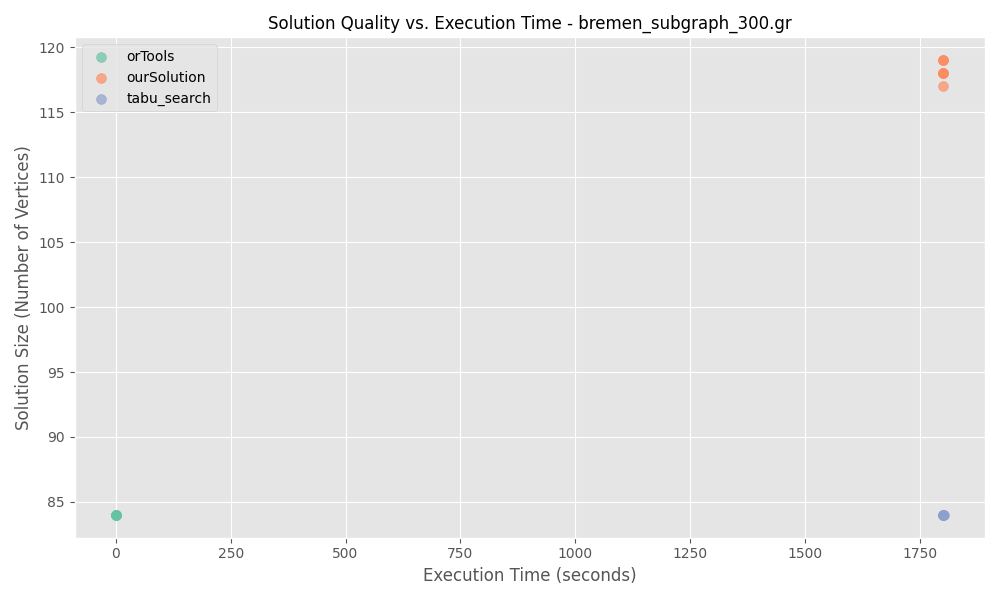 Solution Quality vs. Execution Time - bremen_subgraph_300.gr
orTools
ourSolution
tabu_search
Solution Size (Number of Vertices)
120
115
110
105
100
95
90
85
0 250 500 750 1000 1250 1500 1750
Execution Time (seconds)